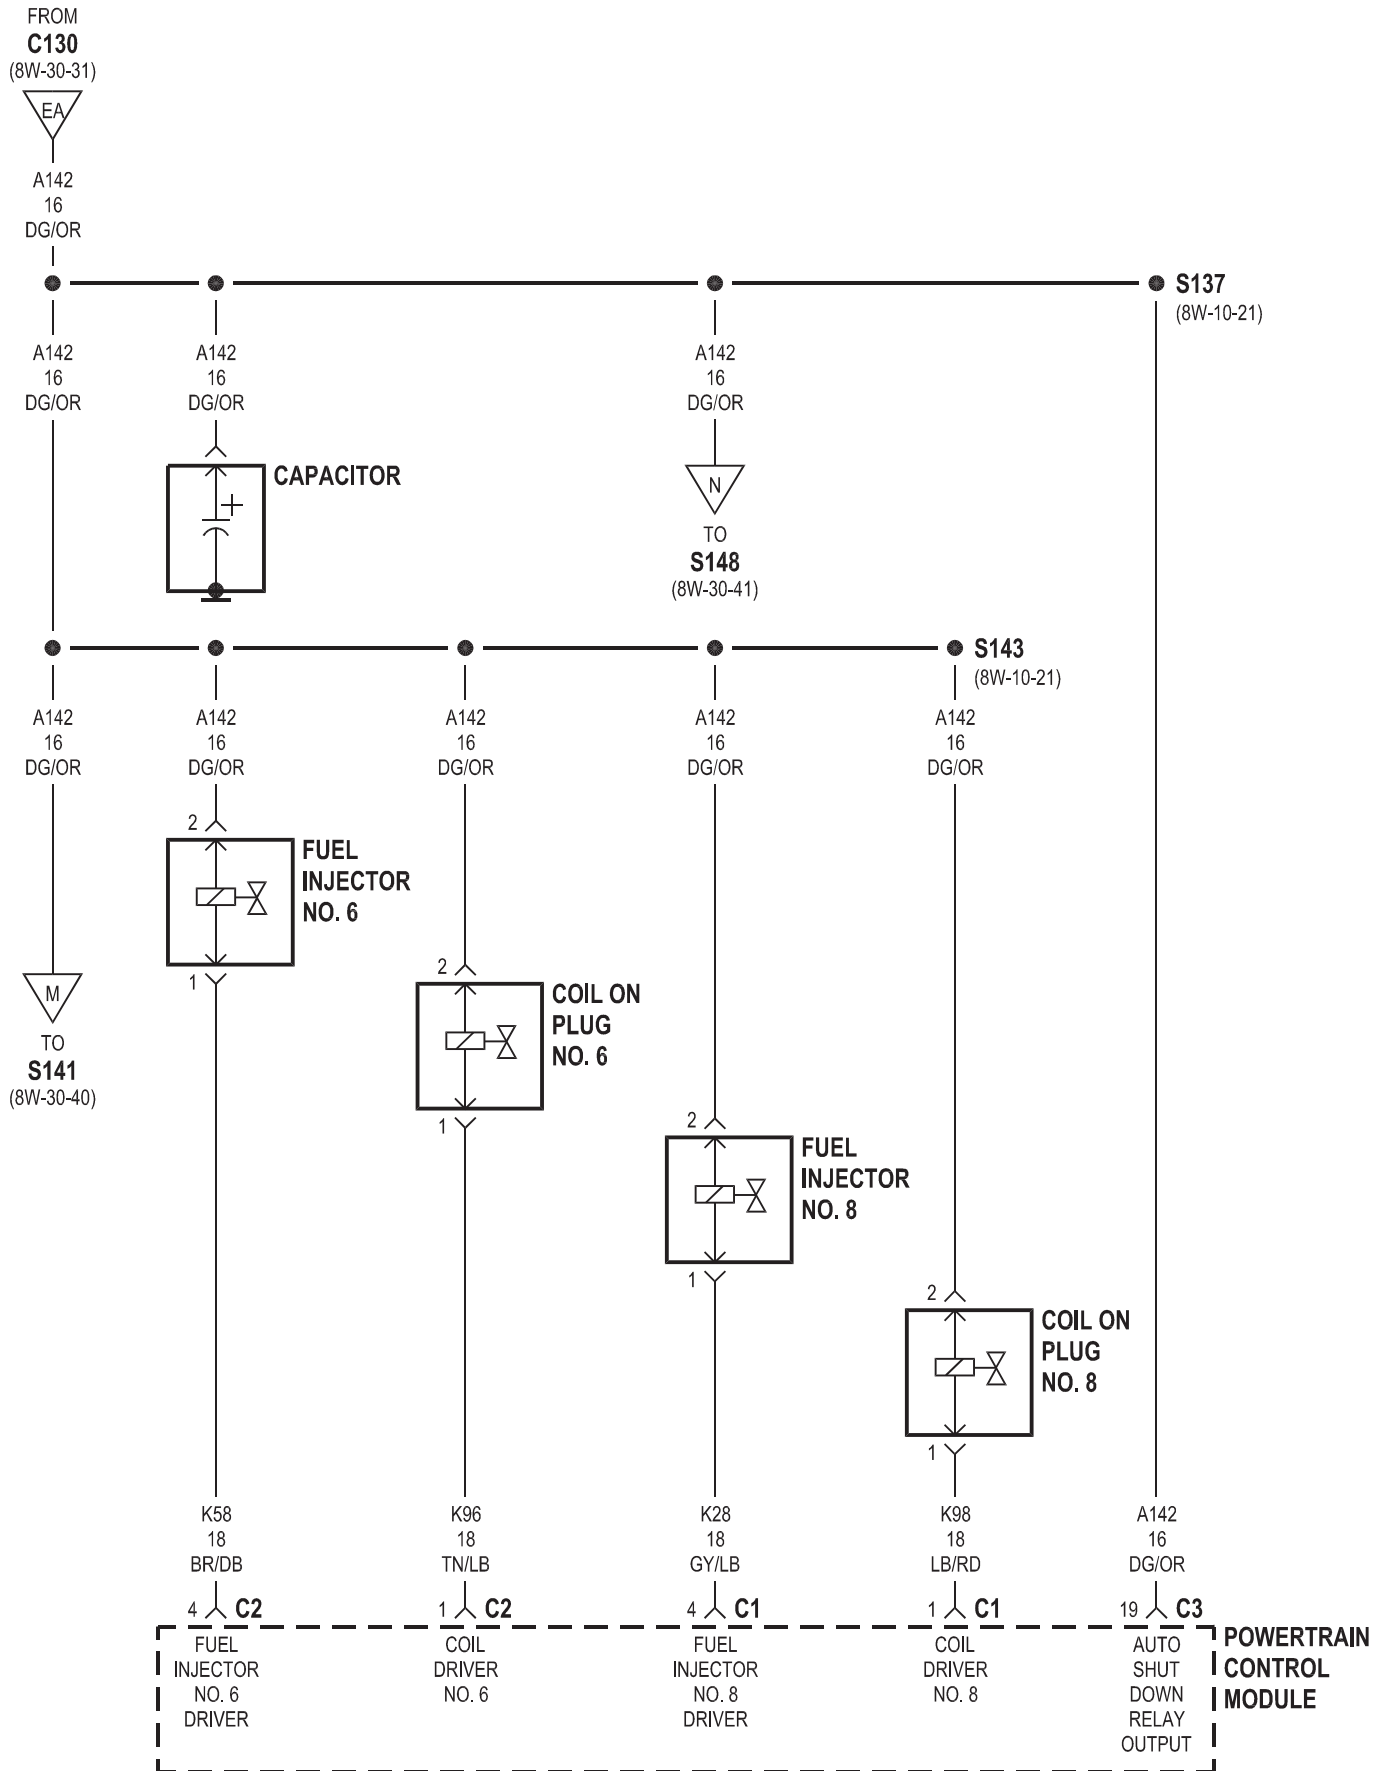 FROM
C130
(8W-30-31)
EA
A142
16
DG/OR
S137
(8W-10-21)
A142
16
DG/OR
A142
16
DG/OR
A142
16
DG/OR
CAPACITOR
+
N
TO
S148
(8W-30-41)
S143
(8W-10-21)
A142
16
DG/OR
A142
16
DG/OR
A142
16
DG/OR
A142
16
DG/OR
A142
16
DG/OR
2
FUEL
INJECTOR
NO. 6
1
M
TO
S141
(8W-30-40)
2
COIL ON
PLUG
NO. 6
1
2
FUEL
INJECTOR
NO. 8
1
2
COIL ON
PLUG
NO. 8
1
K58
18
BR/DB
K96
18
TN/LB
K28
18
GY/LB
K98
18
LB/RD
A142
16
DG/OR
4 C2
1 C2
4 C1
1 C1
19 C3
FUEL
INJECTOR
NO. 6
DRIVER
COIL
DRIVER
NO. 6
FUEL
INJECTOR
NO. 8
DRIVER
COIL
DRIVER
NO. 8
AUTO
SHUT
DOWN
RELAY
OUTPUT
POWERTRAIN
CONTROL
MODULE